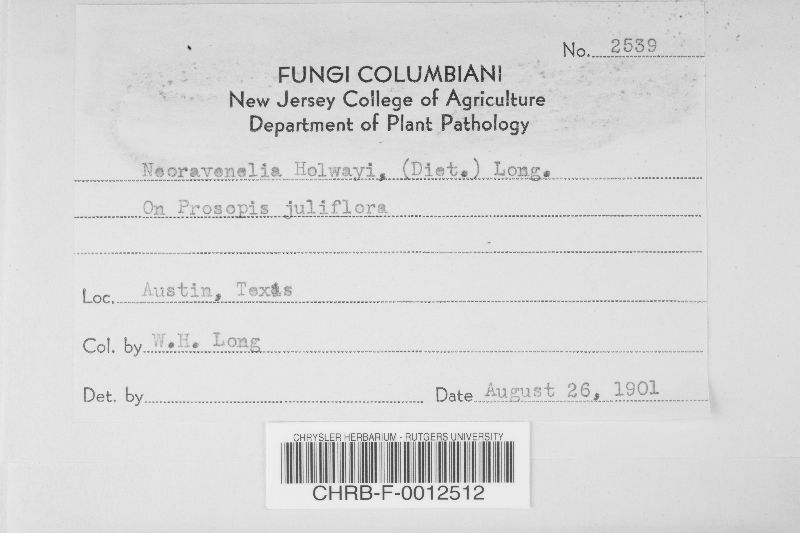 No. 2539
FUNGI COLUMBIANI
New Jersey College of Agriculture
Department of Plant Pathology
Neoravenelia Holwayi, (Diet.) Long.
On Prosopis juliflora
Loc. Austin, Texas
Col. by W.H. Long
Det. by
Date August 26, 1901
CHRYSLER HERBARIUM - RUTGERS UNIVERSITY
CHRB-F-0012512